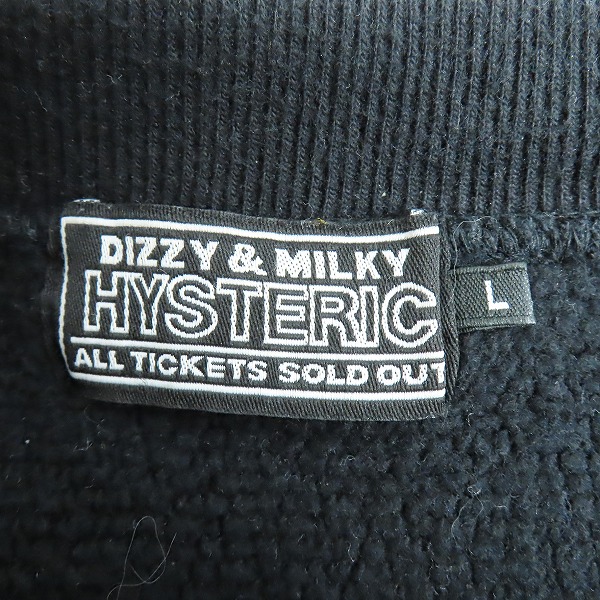 DIZZY & MILKY
HYSTERIC
ALL TICKETS SOLD OUT
L